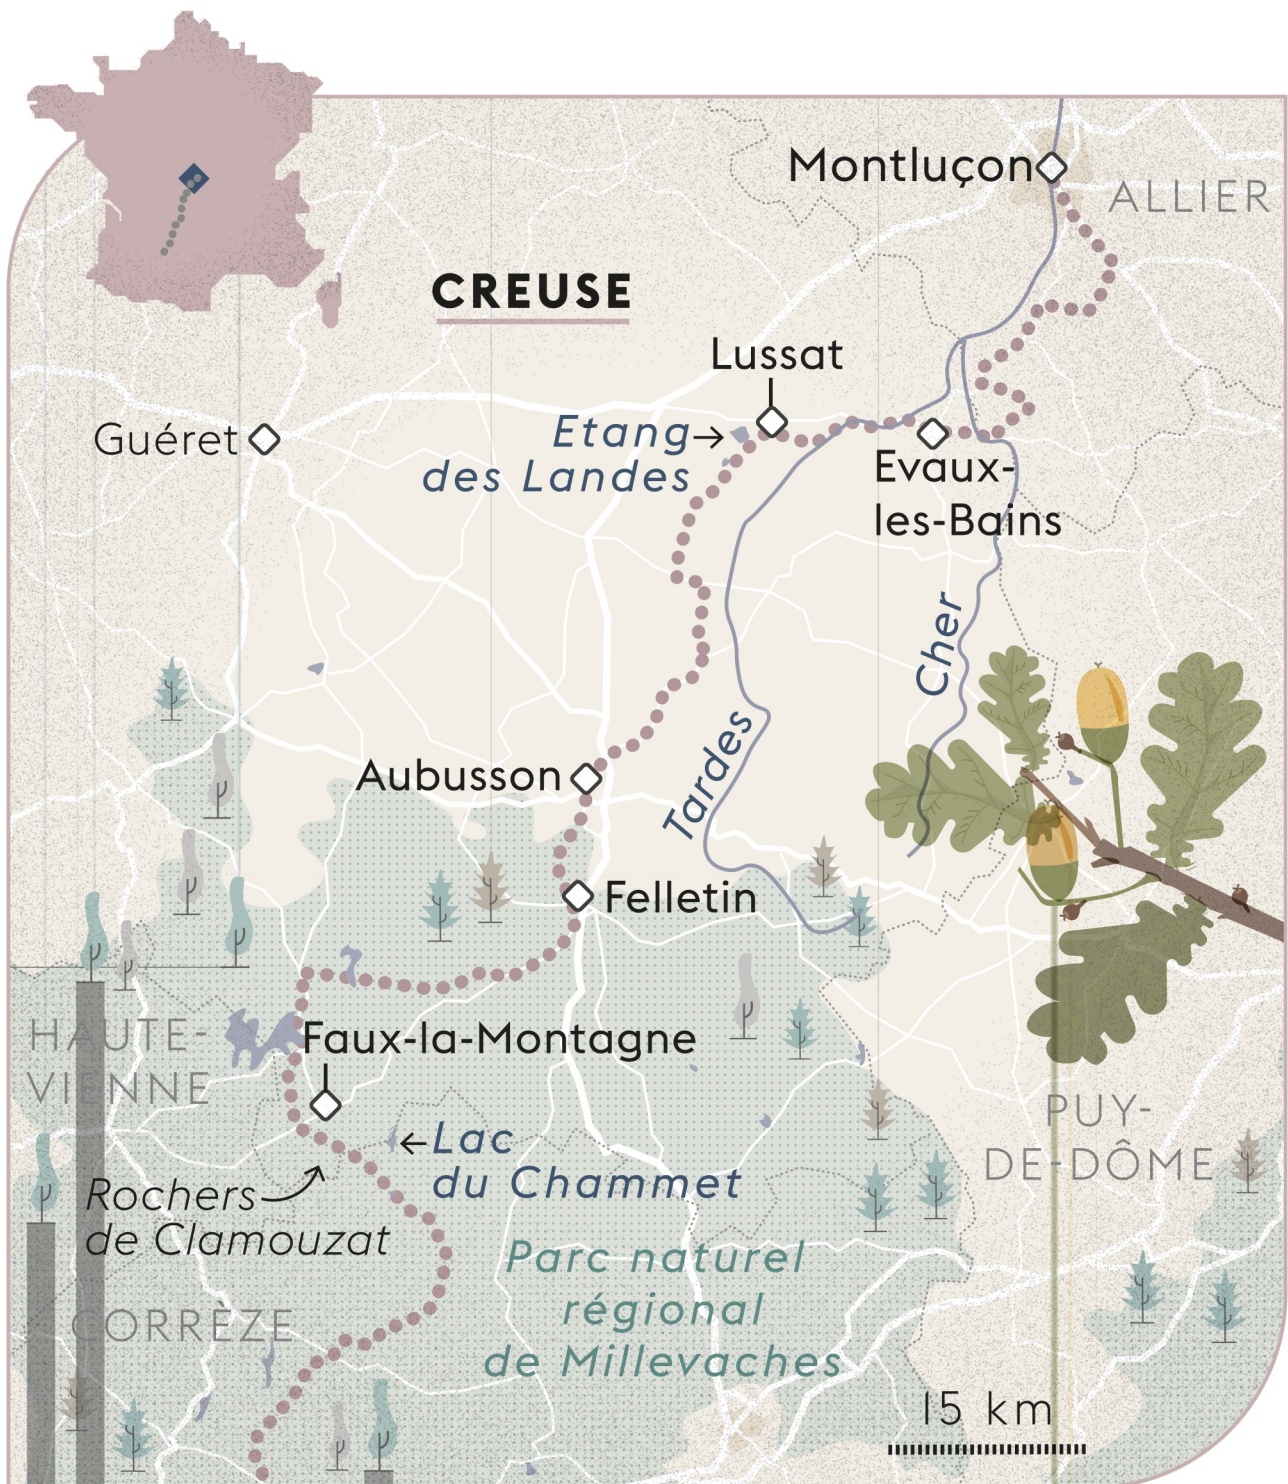 Montluçon
ALLIER
CREUSE
Lussat
Guéret
Etang
des Landes
Evaux-
les-Bains
Cher
Tardes
Aubusson
Felletin
HAUTE-
VIENNE
Faux-la-Montagne
Lac
du Chammet
Rochers
de Clamouzat
PUY-
DE-DÔME
Parc naturel
régional
de Millevaches
CORRÈZE
15 km